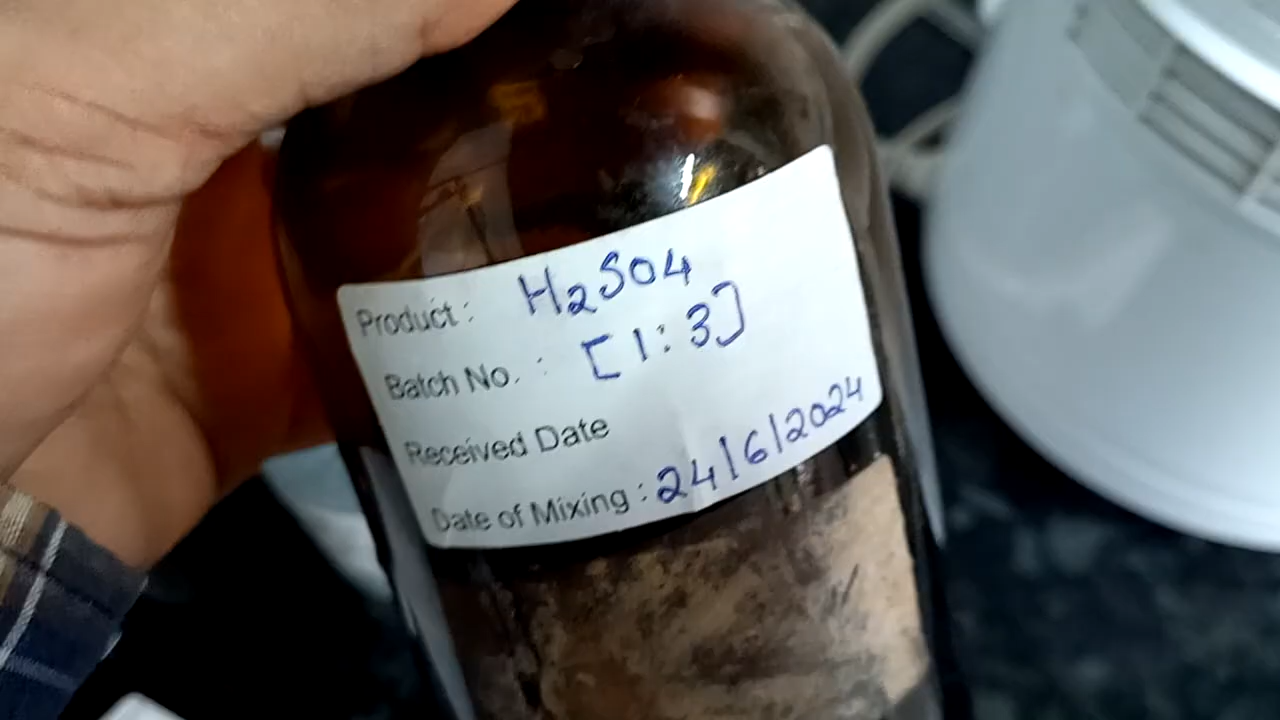 Product : H2SO4
Batch No. : [1:3]
Received Date
Date of Mixing : 24/6/2024